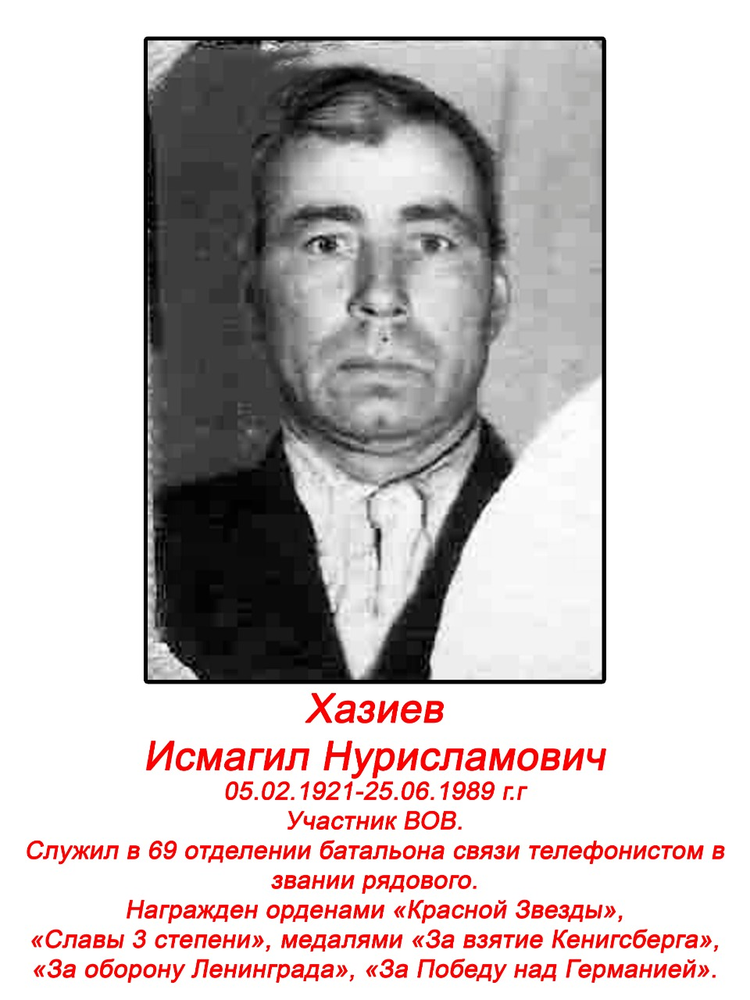 Хазиев
Исмагил Нурисламович
05.02.1921-25.06.1989 г.г
Участник ВОВ.
Служил в 69 отделении батальона связи телефонистом в
звании рядового.
Награжден орденами «Красной Звезды»,
«Славы 3 степени», медалями «За взятие Кенигсберга»,
«За оборону Ленинграда», «За Победу над Германией».